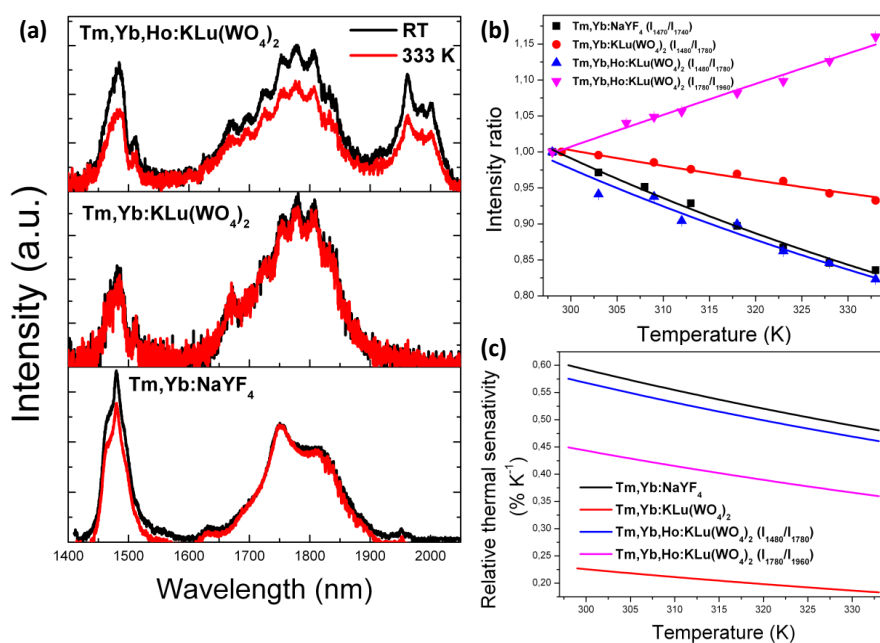 (a)
Tm,Yb,Ho:KLu(WO4)2
RT
333 K
Tm,Yb:KLu(WO4)2
Tm,Yb:NaYF4
Intensity (a.u.)
1400 1500 1600 1700 1800 1900 2000
Wavelength (nm)
(b)
Tm,Yb:NaYF4 (I1470/I1740)
Tm,Yb:KLu(WO4)2 (I1480/I1780)
Tm,Yb,Ho:KLu(WO4)2 (I1480/I1780)
Tm,Yb,Ho:KLu(WO4)2 (I1780/I1960)
Intensity ratio
1,15
1,10
1,05
1,00
0,95
0,90
0,85
0,80
300 305 310 315 320 325 330
Temperature (K)
(c)
Relative thermal sensativity
(% K-1)
0,60
0,55
0,50
0,45
0,40
0,35
0,30
0,25
0,20
Tm,Yb:NaYF4
Tm,Yb:KLu(WO4)2
Tm,Yb,Ho:KLu(WO4)2 (I1480/I1780)
Tm,Yb,Ho:KLu(WO4)2 (I1780/I1960)
300 305 310 315 320 325 330
Temperature (K)